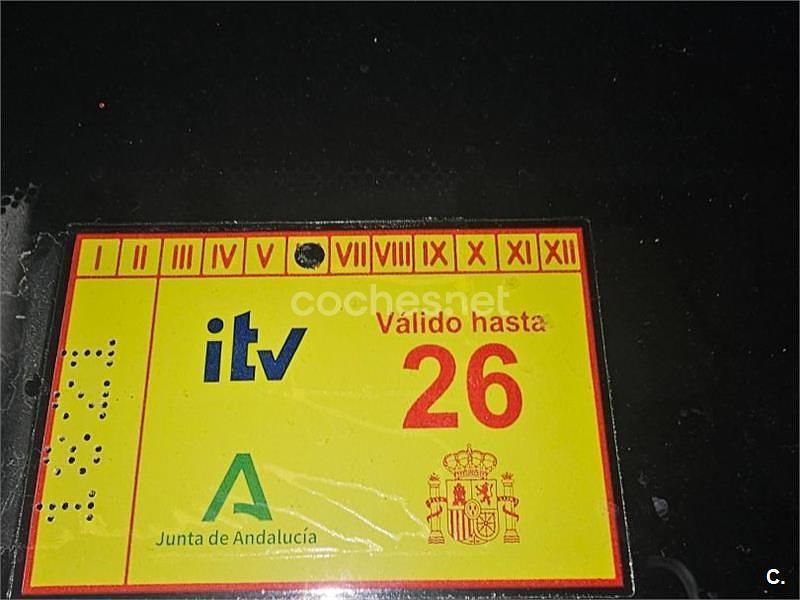 I II III IV V VII VIII IX X XI XII
coches.net
itv
Válido hasta
26
Junta de Andalucía
C.